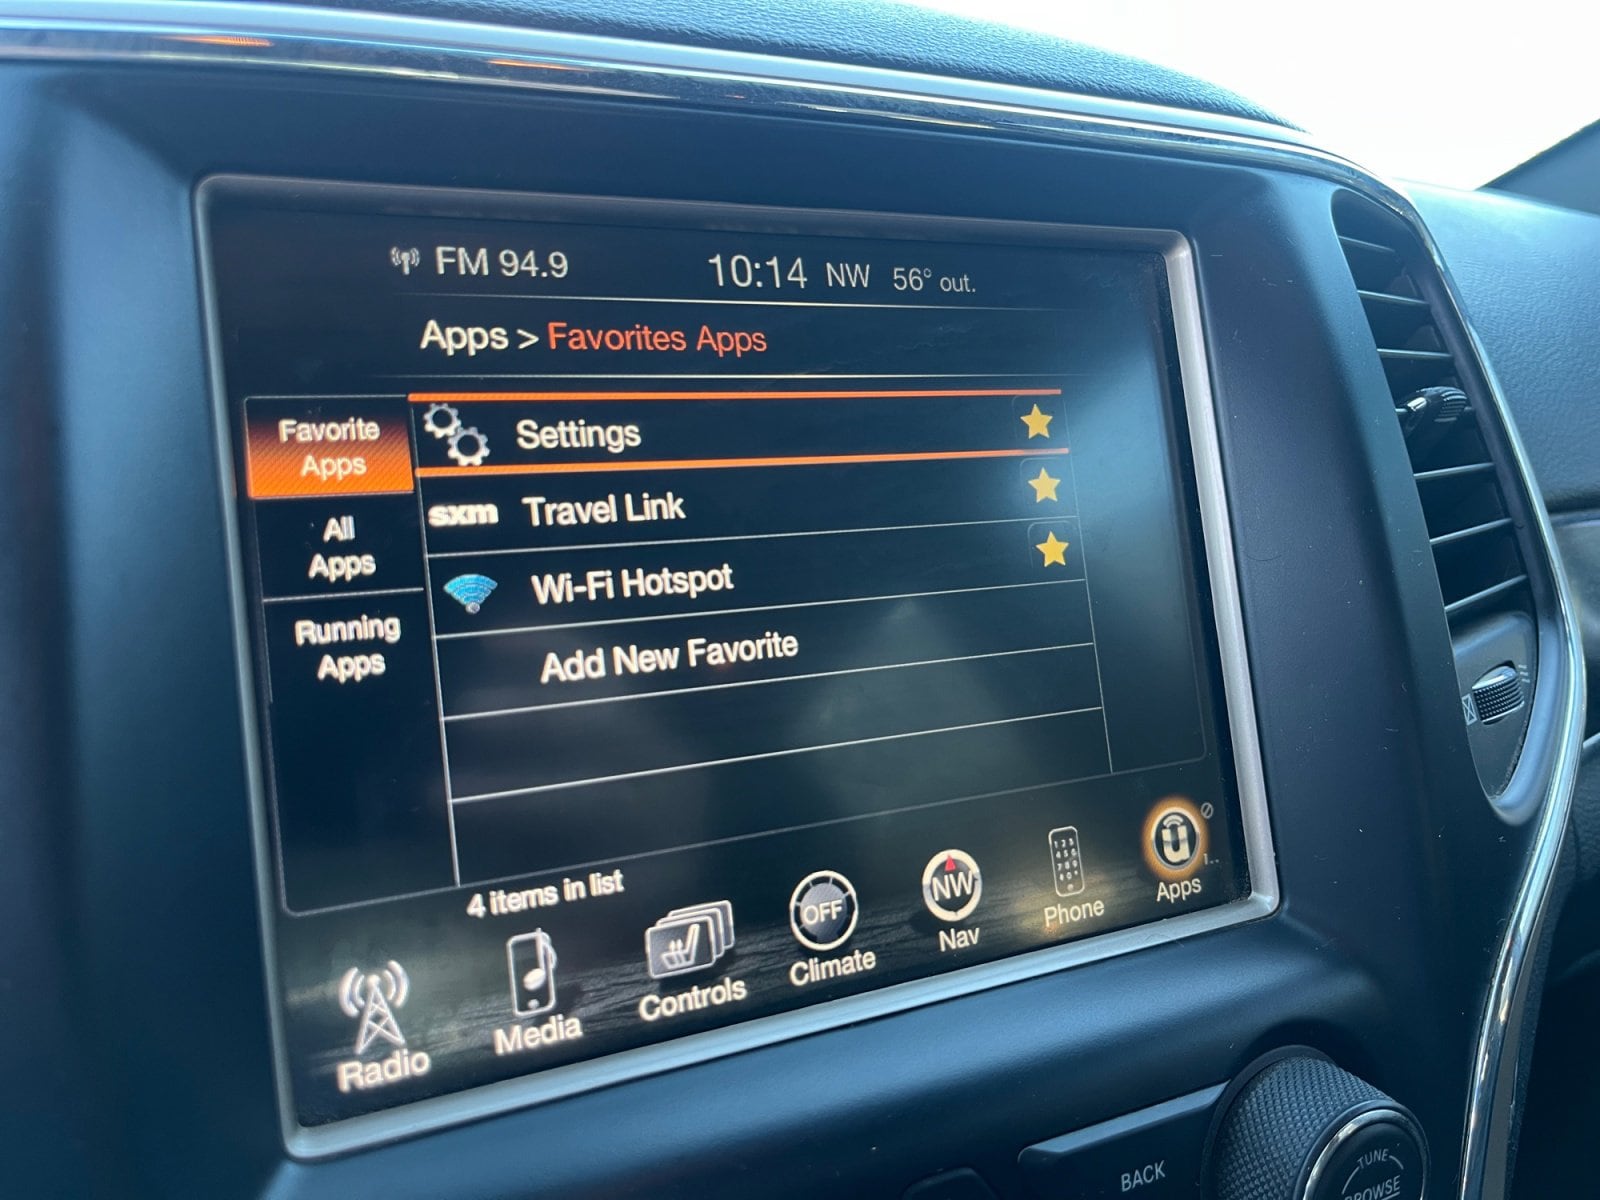 FM 94.9 10:14 NW 56° out.
Apps > Favorites Apps
Favorite
Apps
All
Apps
Running
Apps
Settings
sxm Travel Link
Wi-Fi Hotspot
Add New Favorite
4 items in list
Radio
Media
Controls
OFF
Climate
NW
Nav
Phone
U
Apps
BACK
TUNE
BROWSE